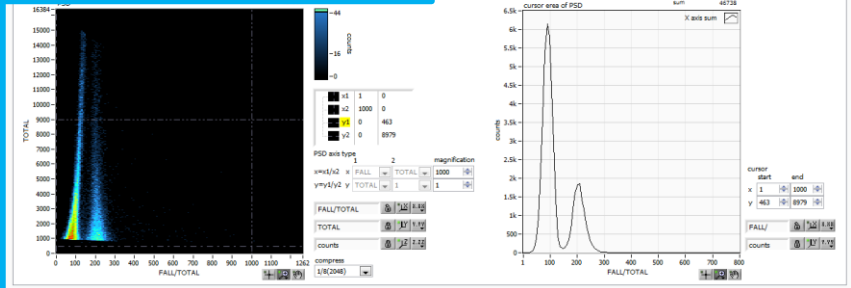 cursor area of PSD
sum 46738
X axis sum
16384
15000
14000
13000
12000
11000
10000
9000
8000
7000
6000
5000
4000
3000
2000
1000
0
TOTAL
0 100 200 300 400 500 600 700 800 900 1000 1100 1262
FALL/TOTAL
44
16
0
counts
x1 1 0
x2 1000 0
y1 0 463
y2 0 8979
PSD axis type
1 2 magnification
x=x1/x2 x FALL TOTAL 1000
y=y1/y2 y TOTAL 1 1
FALL/TOTAL
TOTAL
counts
compress
1/8(2048)
6.5k
6k
5.5k
5k
4.5k
4k
3.5k
3k
2.5k
2k
1.5k
1k
500
0
counts
1 100 200 300 400 500 600 700 800
FALL/TOTAL
cursor
start end
x 1 1000
y 463 8979
FALL/
counts